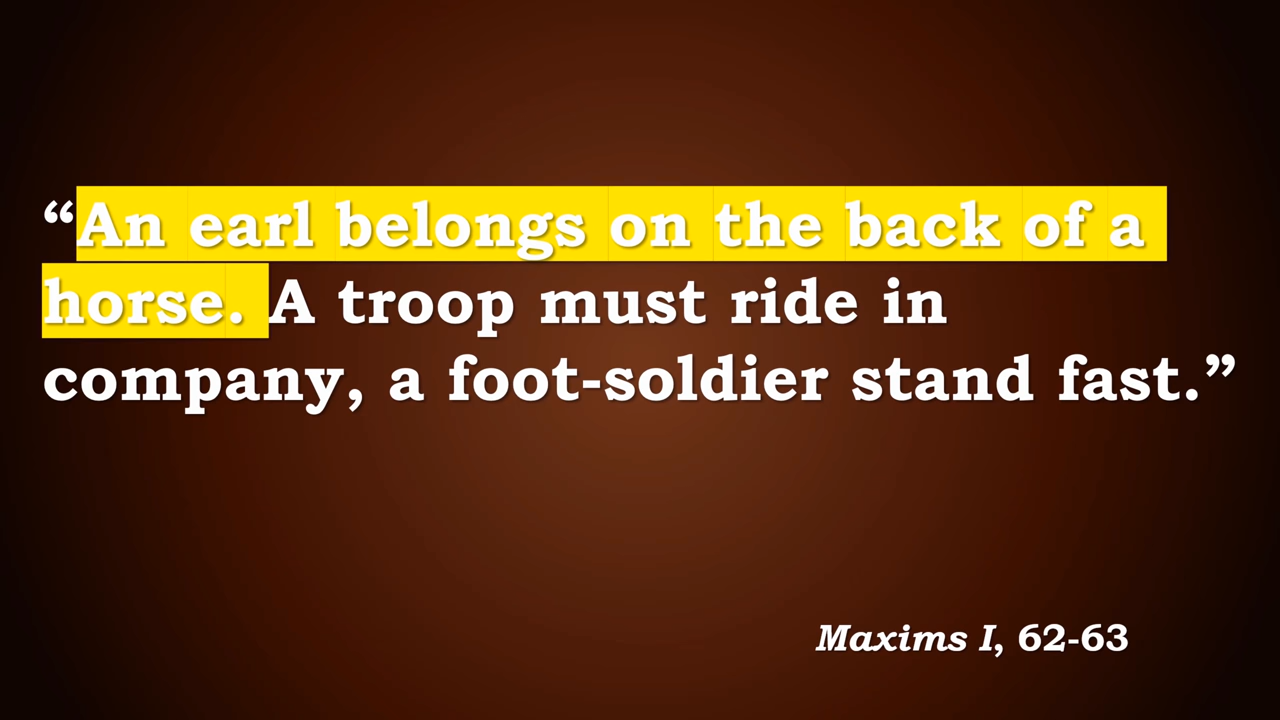 “An earl belongs on the back of a
horse. A troop must ride in
company, a foot-soldier stand fast.”
Maxims I, 62-63